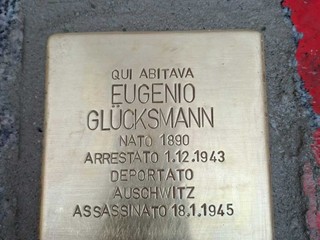 QUI ABITAVA
EUGENIO
GLÜCKSMANN
NATO 1890
ARRESTATO 1.12.1943
DEPORTATO
AUSCHWITZ
ASSASSINATO 18.1.1945